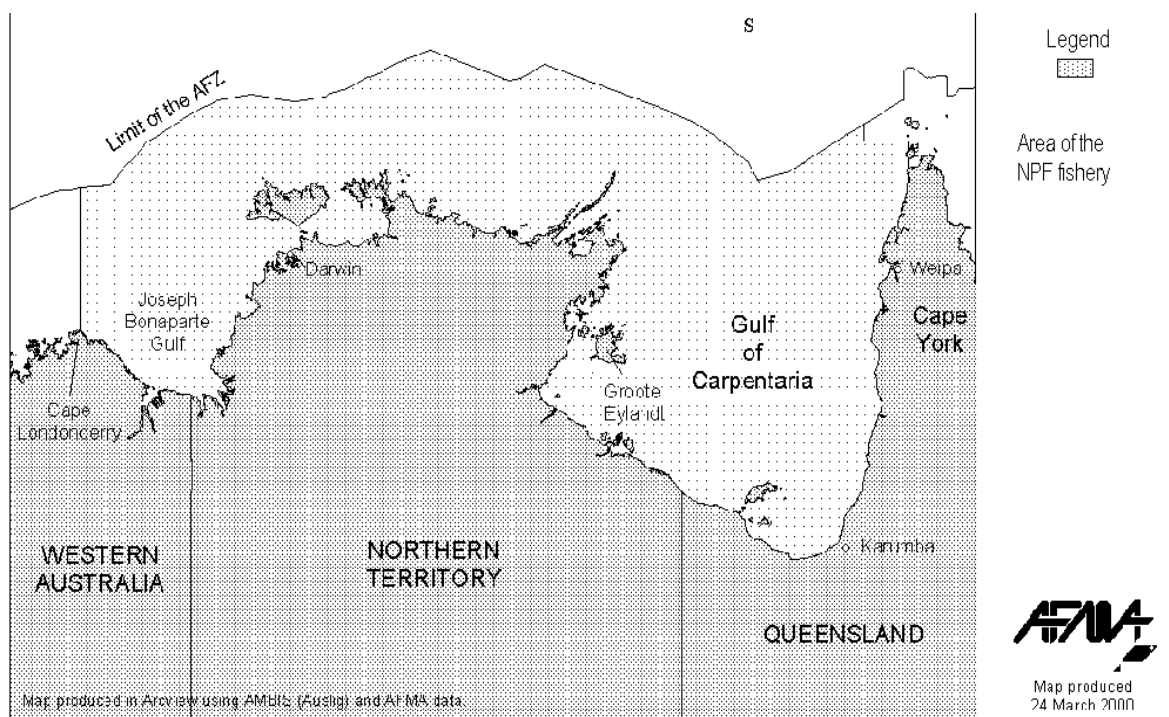 S
Legend
Limit of the AFZ
Area of the
NPF fishery
Darwin
Weipa
Joseph
Bonaparte
Gulf
Gulf
of
Carpentaria
Cape
York
Groote
Eylandt
Cape
Londonderry
Karumba
WESTERN
AUSTRALIA
NORTHERN
TERRITORY
QUEENSLAND
AFMA
Map produced in Arcview using AMBIS (Auslig) and AFMA data.
Map produced
24 March 2000